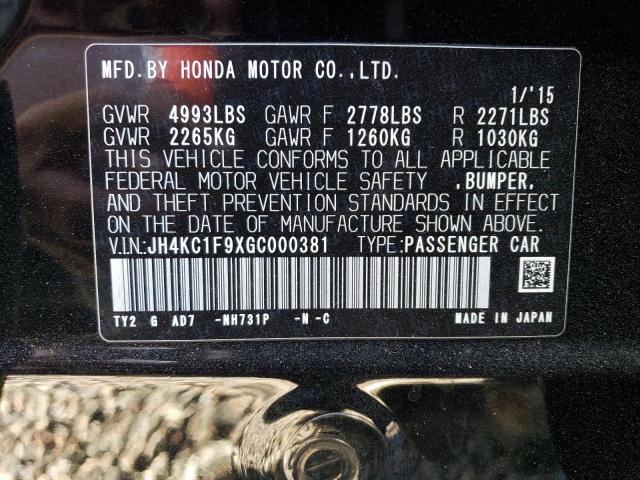 MFD.BY HONDA MOTOR CO.,LTD.
1/'15
GVWR 4993LBS GAWR F 2778LBS R 2271LBS
GVWR 2265KG GAWR F 1260KG R 1030KG
THIS VEHICLE CONFORMS TO ALL APPLICABLE
FEDERAL MOTOR VEHICLE SAFETY ,BUMPER,
AND THEFT PREVENTION STANDARDS IN EFFECT
ON THE DATE OF MANUFACTURE SHOWN ABOVE.
V.I.N:JH4KC1F9XGC000381 TYPE:PASSENGER CAR
TY2 G AD7 -NH731P -N -C MADE IN JAPAN